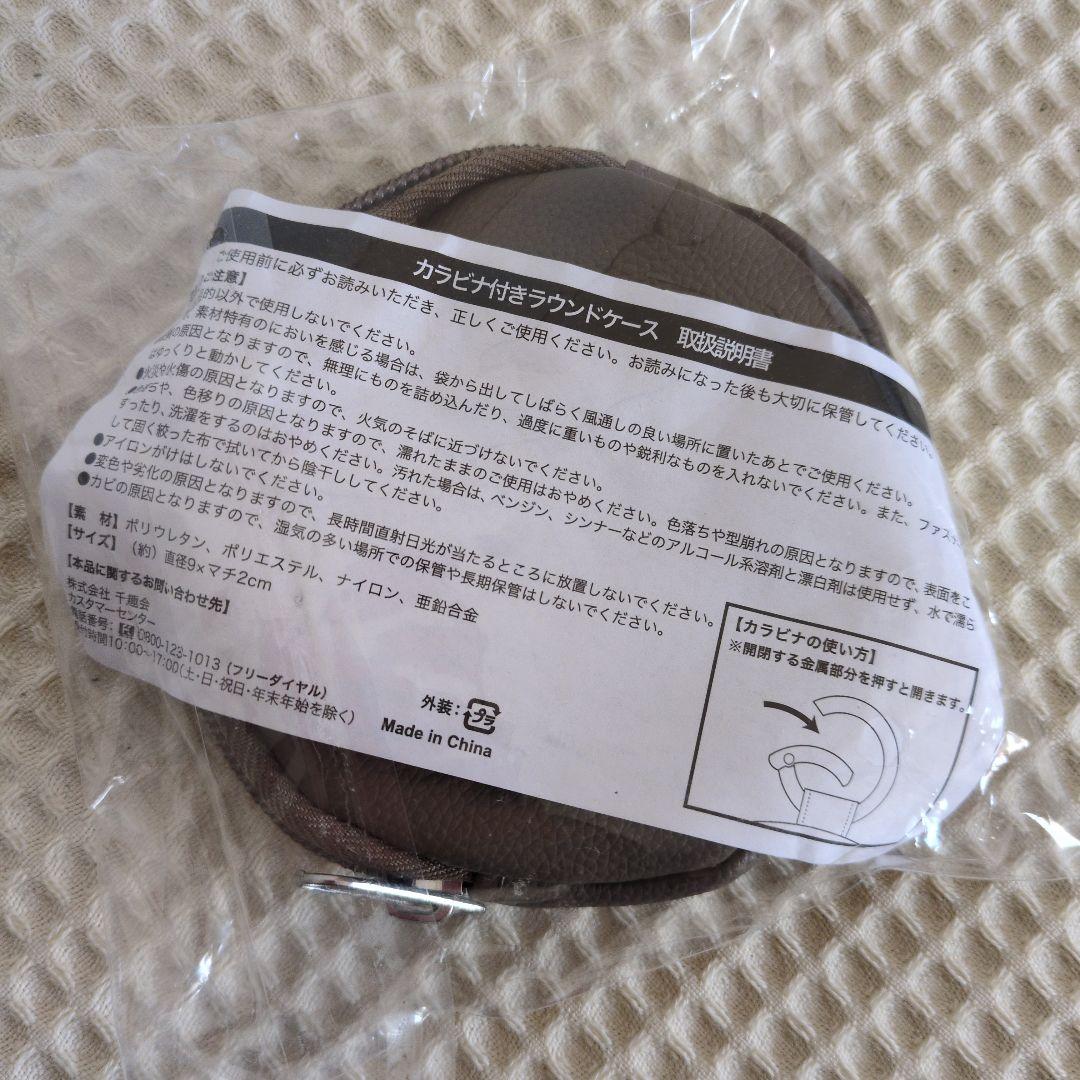 カラビナ付きラウンドケース 取扱説明書
ご使用前に必ずお読みいただき、正しくご使用ください。お読みになった後も大切に保管してください。
ご注意】
的以外で使用しないでください。
素材特有のにおいを感じる場合は、袋から出してしばらく風通しの良い場所に置いたあとでご使用ください。
の原因となりますので、無理にものを詰め込んだり、過度に重いものや鋭利なものを入れないでください。また、ファスナー
はゆっくりと動かしてください。
●火災や火傷の原因となりますので、火気のそばに近づけないでください。
や、色移りの原因となりますので、濡れたままのご使用はおやめください。色落ちや型崩れの原因となりますので、表面をこ
すったり、洗濯をするのはおやめください。汚れた場合は、ベンジン、シンナーなどのアルコール系溶剤と漂白剤は使用せず、水で濡ら
して固く絞った布で拭いてから陰干ししてください。
●アイロンがけはしないでください。
●変色や劣化の原因となりますので、長時間直射日光が当たるところに放置しないでください。
●カビの原因となりますので、湿気の多い場所での保管や長期保管はしないでください。
【素 材】ポリウレタン、ポリエステル、ナイロン、亜鉛合金
【サイズ】(約)直径9×マチ2cm
【本品に関するお問い合わせ先】
株式会社 千趣会
カスタマーセンター
電話番号: 0800-123-1013(フリーダイヤル)
受付時間10:00~17:00(土・日・祝日・年末年始を除く)
外装:プラ
Made in China
【カラビナの使い方】
※開閉する金属部分を押すと開きます。